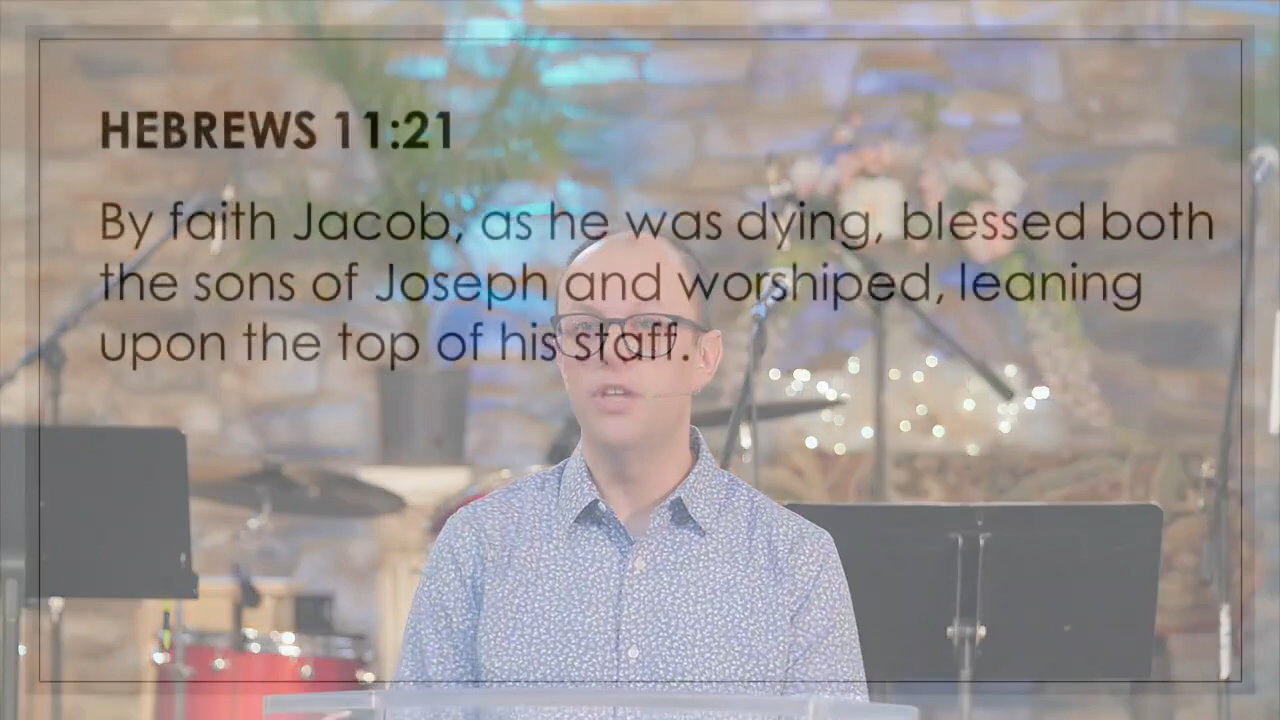 HEBREWS 11:21
By faith Jacob, as he was dying, blessed both
the sons of Joseph and worshiped, leaning
upon the top of his staff.